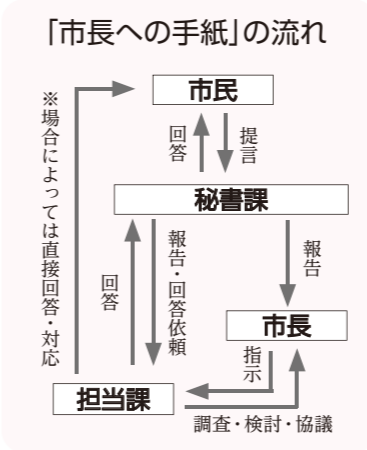 「市長への手紙」の流れ
市民
※場合によっては直接回答・対応
回答
提言
秘書課
回答
報告・回答依頼
報告
市長
指示
担当課
調査・検討・協議